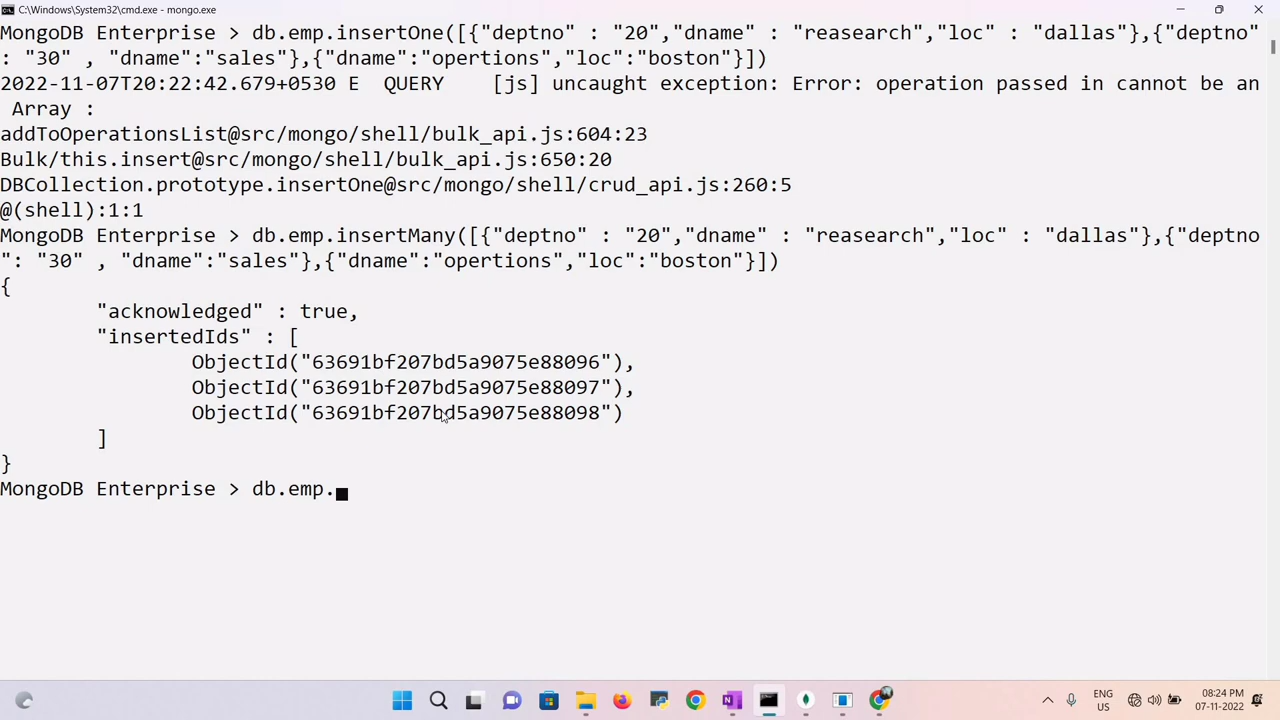 C:\Windows\System32\cmd.exe - mongo.exe
MongoDB Enterprise > db.emp.insertOne([{"deptno" : "20","dname" : "reasearch","loc" : "dallas"},{"deptno"
: "30" , "dname":"sales"},{"dname":"opertions","loc":"boston"}])
2022-11-07T20:22:42.679+0530 E  QUERY    [js] uncaught exception: Error: operation passed in cannot be an
 Array :
addToOperationsList@src/mongo/shell/bulk_api.js:604:23
Bulk/this.insert@src/mongo/shell/bulk_api.js:650:20
DBCollection.prototype.insertOne@src/mongo/shell/crud_api.js:260:5
@(shell):1:1
MongoDB Enterprise > db.emp.insertMany([{"deptno" : "20","dname" : "reasearch","loc" : "dallas"},{"deptno
": "30" , "dname":"sales"},{"dname":"opertions","loc":"boston"}])
{
        "acknowledged" : true,
        "insertedIds" : [
                ObjectId("63691bf207bd5a9075e88096"),
                ObjectId("63691bf207bd5a9075e88097"),
                ObjectId("63691bf207bd5a9075e88098")
        ]
}
MongoDB Enterprise > db.emp.
ENG
US
08:24 PM
07-11-2022